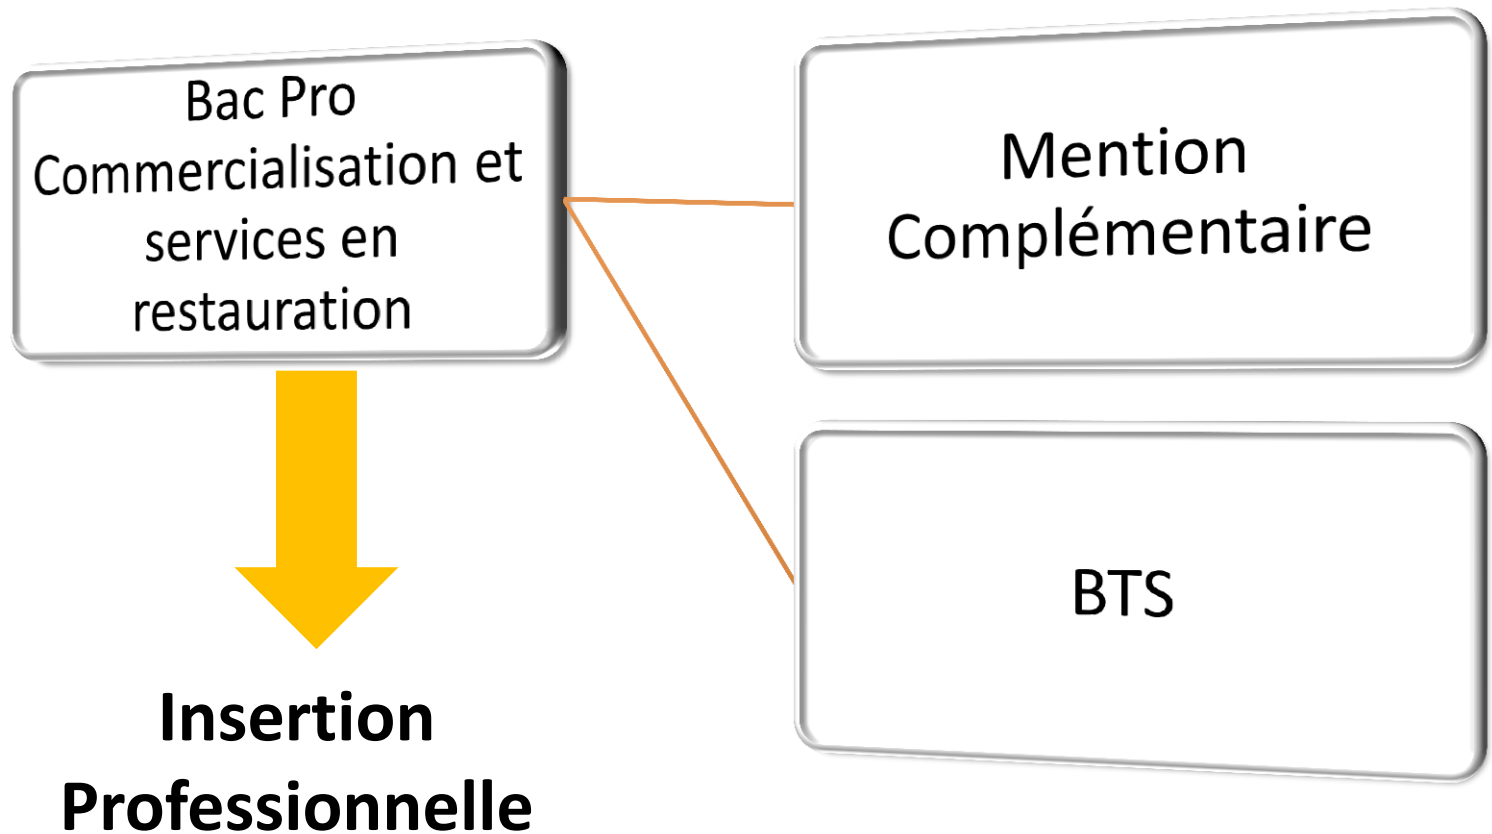 Bac Pro
Commercialisation et
services en
restauration
Mention
Complémentaire
BTS
Insertion
Professionnelle